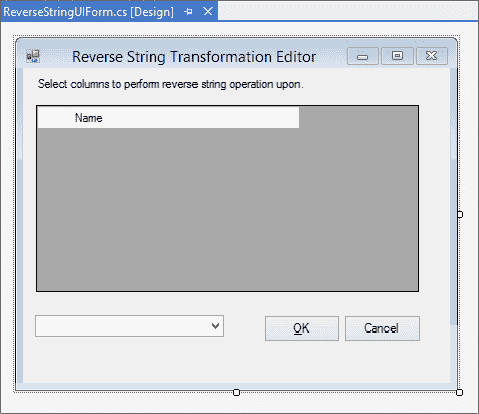 ReverseStringUIForm.cs [Design]
Reverse String Transformation Editor
Select columns to perform reverse string operation upon.
Name
OK
Cancel